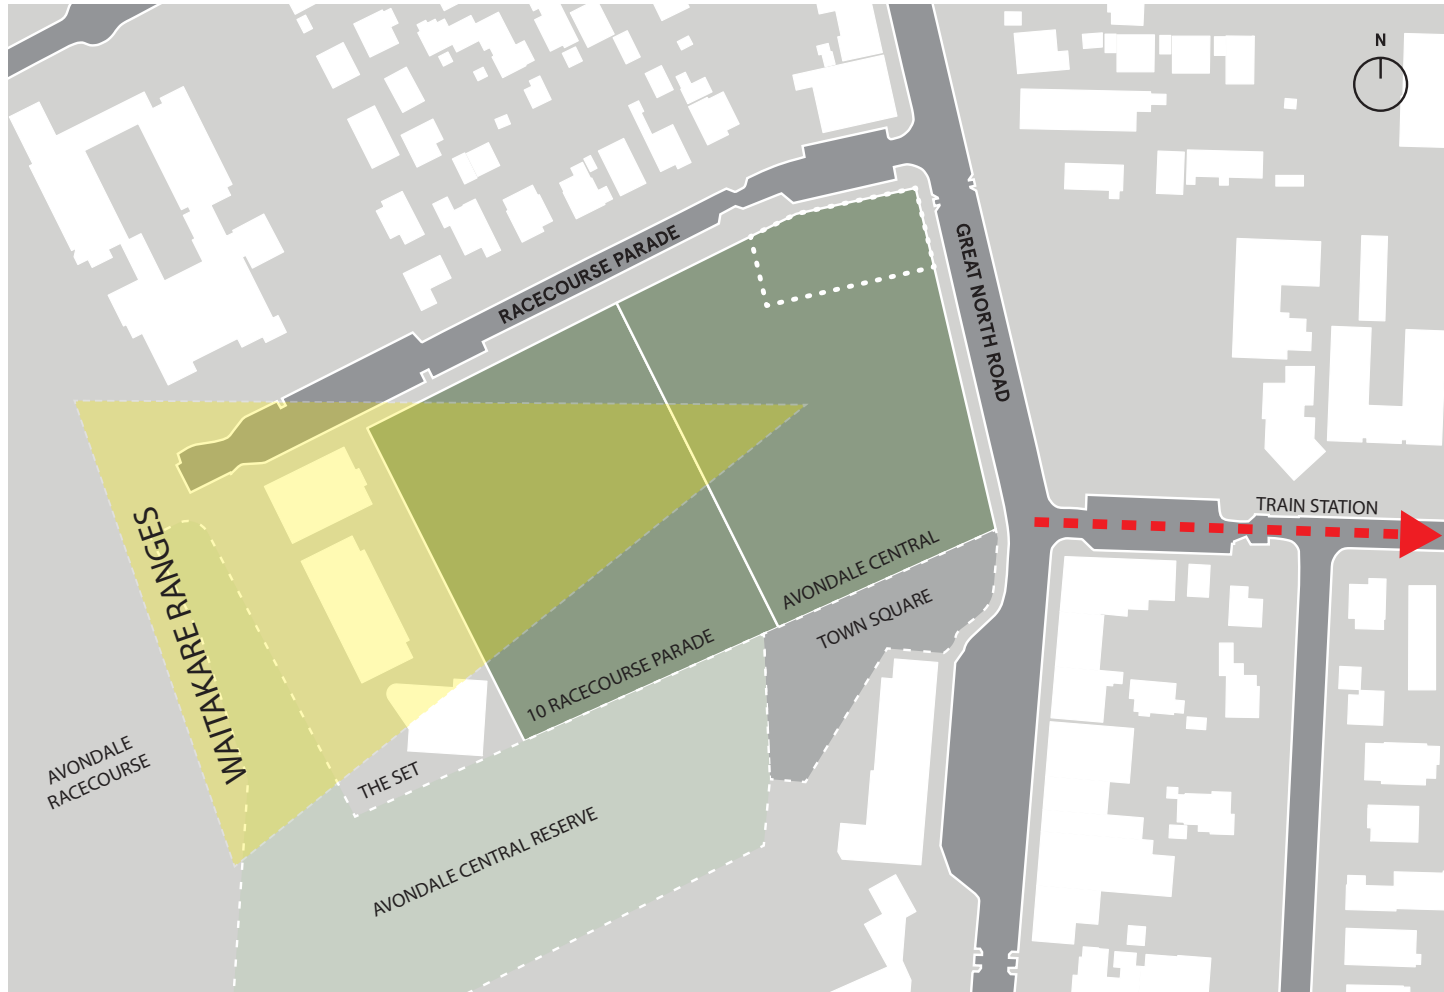 N
RACECOURSE PARADE
GREAT NORTH ROAD
TRAIN STATION
WAITAKARE RANGES
AVONDALE CENTRAL
TOWN SQUARE
10 RACECOURSE PARADE
AVONDALE
RACECOURSE
THE SET
AVONDALE CENTRAL RESERVE